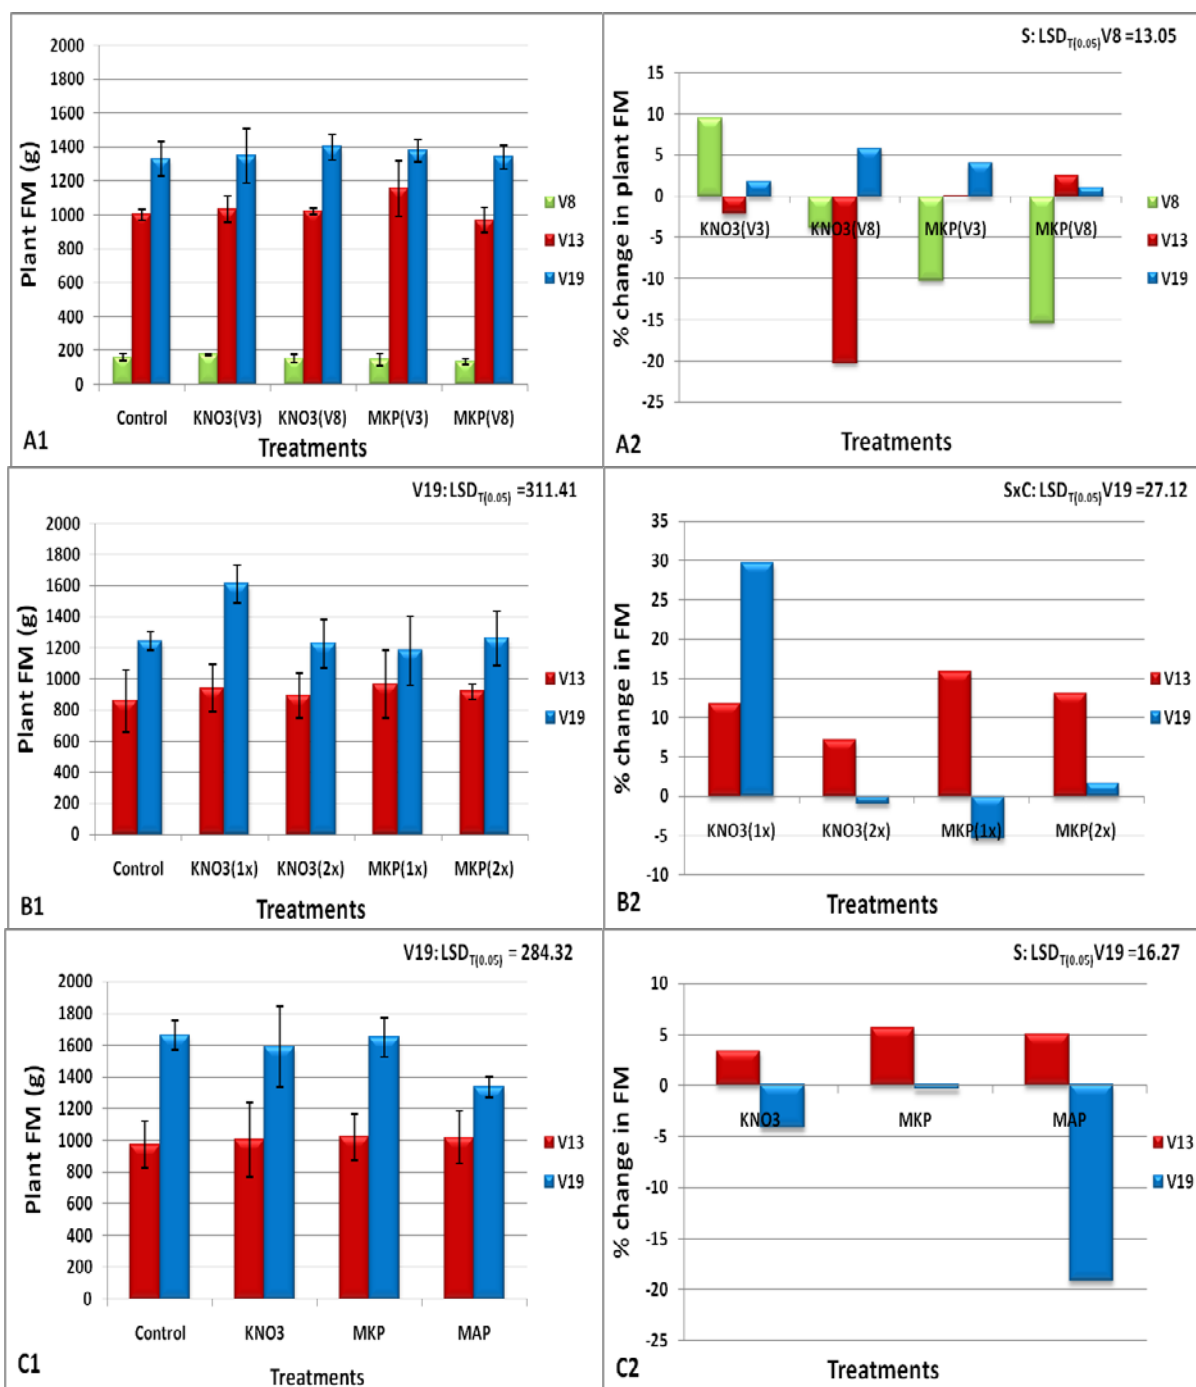 2000
1800
1600
1400
1200
1000
800
600
400
200
0
Plant FM (g)
Control KNO3(V3) KNO3(V8) MKP(V3) MKP(V8)
Treatments
V8
V13
V19
A1
S: LSDT(0.05)V8 =13.05
15
10
5
0
-5
-10
-15
-20
-25
% change in plant FM
KNO3(V3) KNO3(V8) MKP(V3) MKP(V8)
V8
V13
V19
Treatments
A2
V19: LSDT(0.05) =311.41
2000
1800
1600
1400
1200
1000
800
600
400
200
0
Plant FM (g)
Control KNO3(1x) KNO3(2x) MKP(1x) MKP(2x)
V13
V19
Treatments
B1
SxC: LSDT(0.05)V19 =27.12
35
30
25
20
15
10
5
0
-5
-10
% change in FM
KNO3(1x) KNO3(2x) MKP(1x) MKP(2x)
V13
V19
Treatments
B2
V19: LSDT(0.05) = 284.32
2000
1800
1600
1400
1200
1000
800
600
400
200
0
Plant FM (g)
Control KNO3 MKP MAP
V13
V19
Treatments
C1
S: LSDT(0.05)V19 =16.27
10
5
0
-5
-10
-15
-20
-25
% change in FM
KNO3 MKP MAP
V13
V19
Treatments
C2